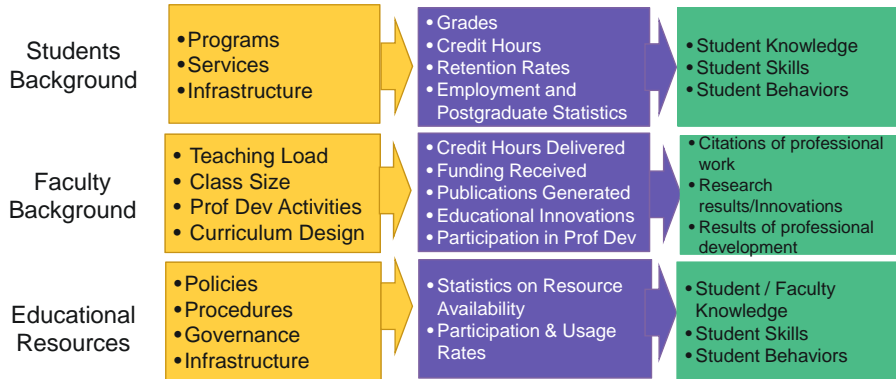 Students
Background
• Programs
• Services
• Infrastructure
• Grades
• Credit Hours
• Retention Rates
• Employment and
Postgraduate Statistics
• Student Knowledge
• Student Skills
• Student Behaviors
Faculty
Background
• Teaching Load
• Class Size
• Prof Dev Activities
• Curriculum Design
• Credit Hours Delivered
• Funding Received
• Publications Generated
• Educational Innovations
• Participation in Prof Dev
• Citations of professional
work
• Research
results/Innovations
• Results of professional
development
Educational
Resources
• Policies
• Procedures
• Governance
• Infrastructure
• Statistics on Resource
Availability
• Participation & Usage
Rates
• Student / Faculty
Knowledge
• Student Skills
• Student Behaviors